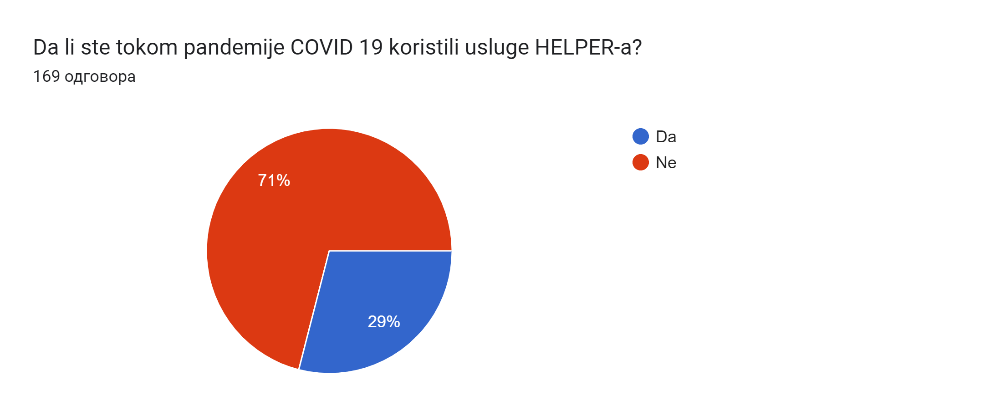 Da li ste tokom pandemije COVID 19 koristili usluge HELPER-a?
169 одговора
Da
Ne
71%
29%